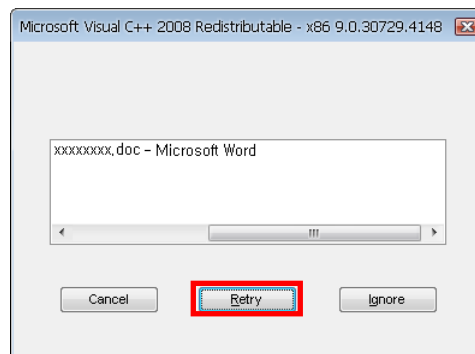 Microsoft Visual C++ 2008 Redistributable - x86 9.0.30729.4148
xxxxxxxx.doc - Microsoft Word
Cancel Retry Ignore